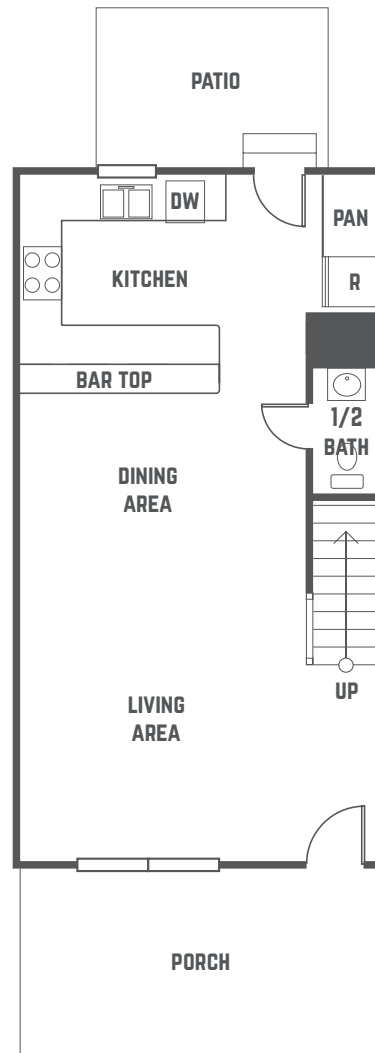 PATIO
DW
PAN
KITCHEN
R
BAR TOP
1/2
BATH
DINING
AREA
UP
LIVING
AREA
PORCH